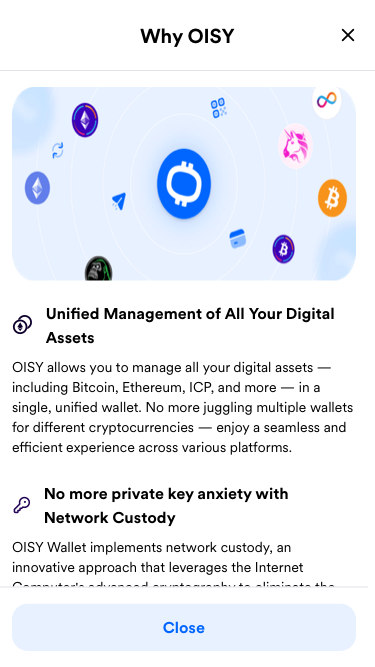 Why OISY
Unified Management of All Your Digital
Assets
OISY allows you to manage all your digital assets —
including Bitcoin, Ethereum, ICP, and more — in a
single, unified wallet. No more juggling multiple wallets
for different cryptocurrencies — enjoy a seamless and
efficient experience across various platforms.
No more private key anxiety with
Network Custody
OISY Wallet implements network custody, an
innovative approach that leverages the Internet
Computer's advanced cryptography to eliminate the
Close